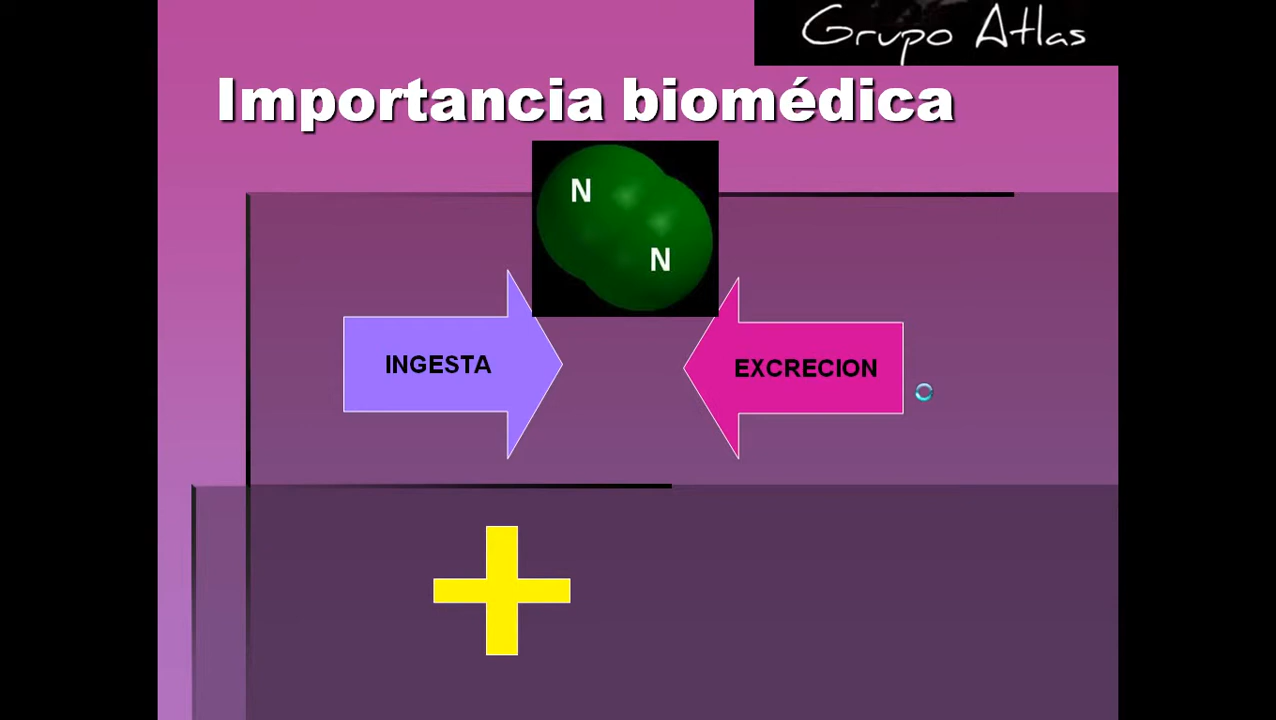 Grupo Atlas
Importancia biomédica
N
N
INGESTA
EXCRECION